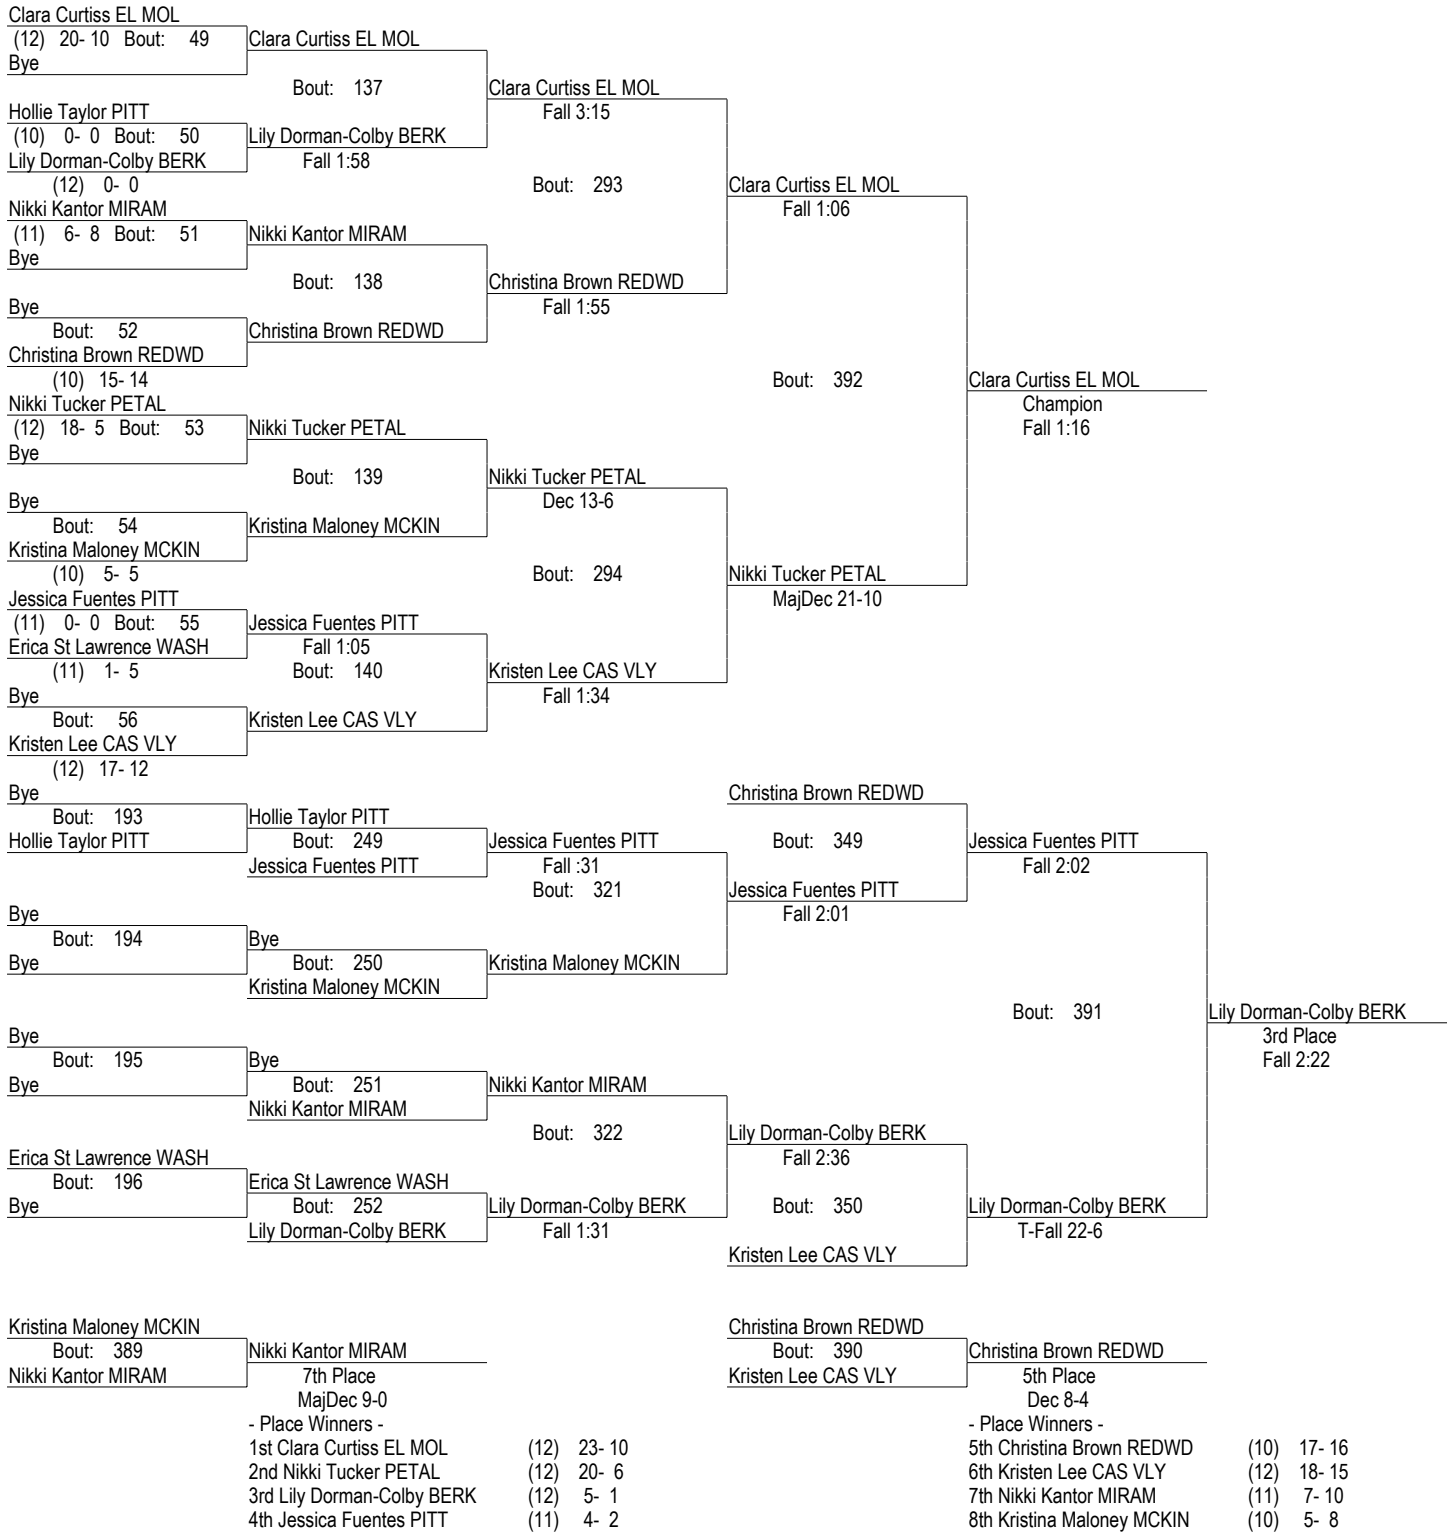 Clara Curtiss EL MOL
(12) 20- 10 Bout: 49 Clara Curtiss EL MOL
Bye
Bout: 137 Clara Curtiss EL MOL
Hollie Taylor PITT Fall 3:15
(10) 0- 0 Bout: 50 Lily Dorman-Colby BERK
Lily Dorman-Colby BERK Fall 1:58
(12) 0- 0 Bout: 293 Clara Curtiss EL MOL
Nikki Kantor MIRAM Fall 1:06
(11) 6- 8 Bout: 51 Nikki Kantor MIRAM
Bye
Bout: 138 Christina Brown REDWD
Bye Fall 1:55
Bout: 52 Christina Brown REDWD
Christina Brown REDWD
(10) 15- 14 Bout: 392 Clara Curtiss EL MOL
Nikki Tucker PETAL Champion
(12) 18- 5 Bout: 53 Nikki Tucker PETAL Fall 1:16
Bye
Bout: 139 Nikki Tucker PETAL
Bye Dec 13-6
Bout: 54 Kristina Maloney MCKIN
Kristina Maloney MCKIN
(10) 5- 5 Bout: 294 Nikki Tucker PETAL
Jessica Fuentes PITT MajDec 21-10
(11) 0- 0 Bout: 55 Jessica Fuentes PITT
Erica St Lawrence WASH Fall 1:05
(11) 1- 5 Bout: 140 Kristen Lee CAS VLY
Bye Fall 1:34
Bout: 56 Kristen Lee CAS VLY
Kristen Lee CAS VLY
(12) 17- 12
Bye Christina Brown REDWD
Bout: 193 Hollie Taylor PITT
Hollie Taylor PITT Bout: 249 Jessica Fuentes PITT Bout: 349 Jessica Fuentes PITT
Jessica Fuentes PITT Fall :31 Fall 2:02
Bout: 321 Jessica Fuentes PITT
Bye Fall 2:01
Bout: 194 Bye
Bye Bout: 250 Kristina Maloney MCKIN
Kristina Maloney MCKIN
Bout: 391 Lily Dorman-Colby BERK
Bye 3rd Place
Bout: 195 Bye Fall 2:22
Bye Bout: 251 Nikki Kantor MIRAM
Nikki Kantor MIRAM
Bout: 322 Lily Dorman-Colby BERK
Erica St Lawrence WASH Fall 2:36
Bout: 196 Erica St Lawrence WASH
Bye Bout: 252 Lily Dorman-Colby BERK Bout: 350 Lily Dorman-Colby BERK
Lily Dorman-Colby BERK Fall 1:31 T-Fall 22-6
Kristen Lee CAS VLY
Kristina Maloney MCKIN Christina Brown REDWD
Bout: 389 Nikki Kantor MIRAM Bout: 390 Christina Brown REDWD
Nikki Kantor MIRAM 7th Place Kristen Lee CAS VLY 5th Place
MajDec 9-0 Dec 8-4
- Place Winners - - Place Winners -
1st Clara Curtiss EL MOL (12) 23- 10 5th Christina Brown REDWD (10) 17- 16
2nd Nikki Tucker PETAL (12) 20- 6 6th Kristen Lee CAS VLY (12) 18- 15
3rd Lily Dorman-Colby BERK (12) 5- 1 7th Nikki Kantor MIRAM (11) 7- 10
4th Jessica Fuentes PITT (11) 4- 2 8th Kristina Maloney MCKIN (10) 5- 8